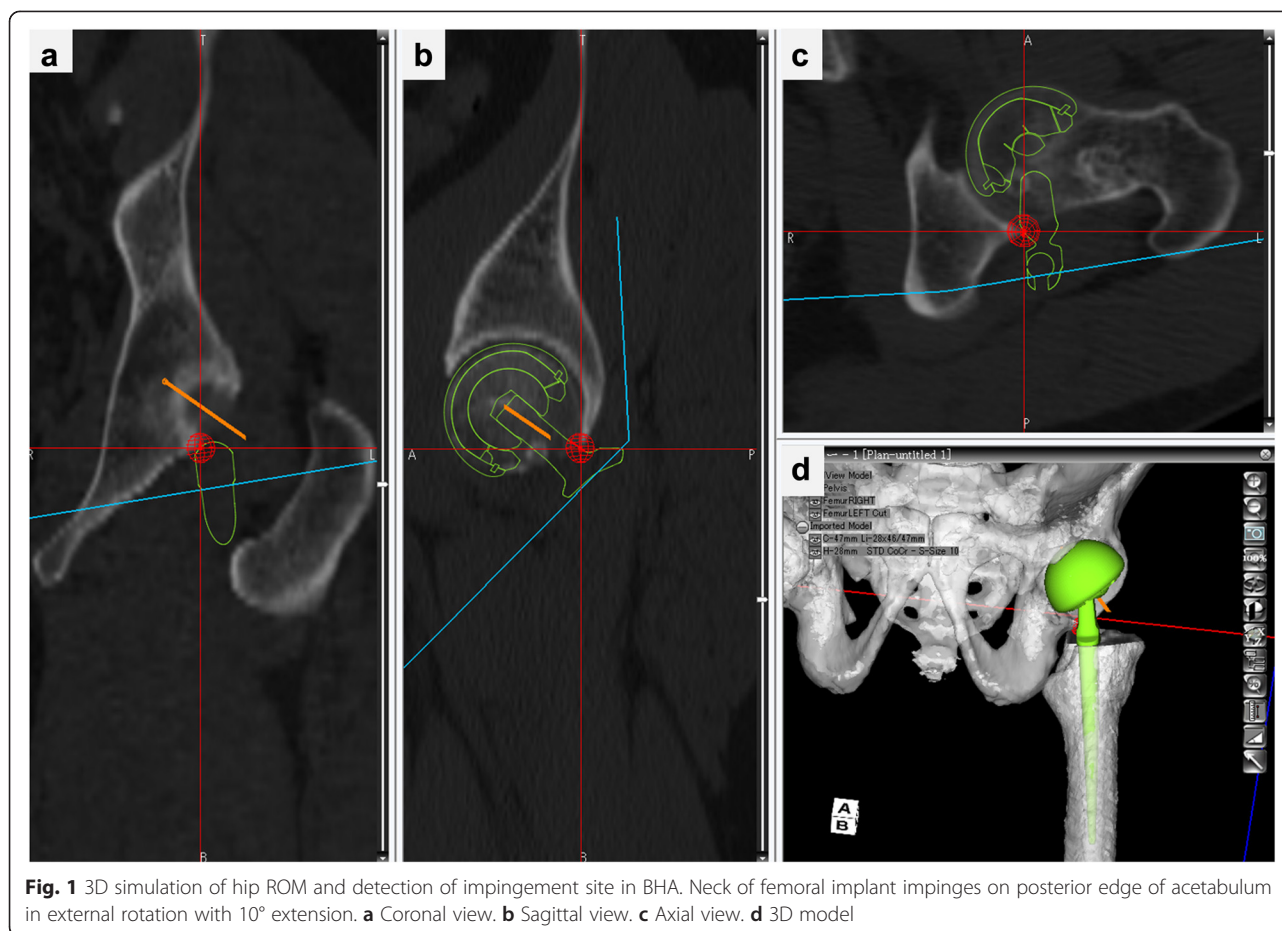 a
T
R
L
B
b
T
A
P
B
c
A
R
L
P
d
- 1 [Plan-untitled 1]
View Model
Pelvis
FemurRIGHT
FemurLEFT Cut
Imported Model
C-47mm Li-28x46/47mm
H-28mm STD CoCr - S-Size 10
100%
A
B
Fig. 1 3D simulation of hip ROM and detection of impingement site in BHA. Neck of femoral implant impinges on posterior edge of acetabulum
in external rotation with 10° extension. a Coronal view. b Sagittal view. c Axial view. d 3D model